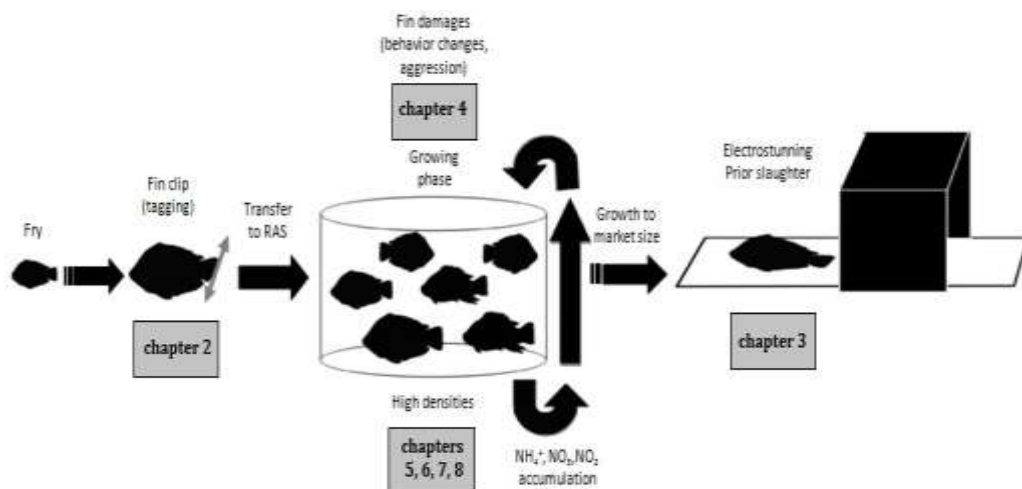 Fin damages
(behavior changes,
aggression)
chapter 4
Growing
phase
Fry
Fin clip
(tagging)
chapter 2
Transfer
to RAS
High densities
chapters
5, 6, 7, 8
NH₄⁺, NO₃, NO₂
accumulation
Growth to
market size
Electrostunning
Prior slaughter
chapter 3